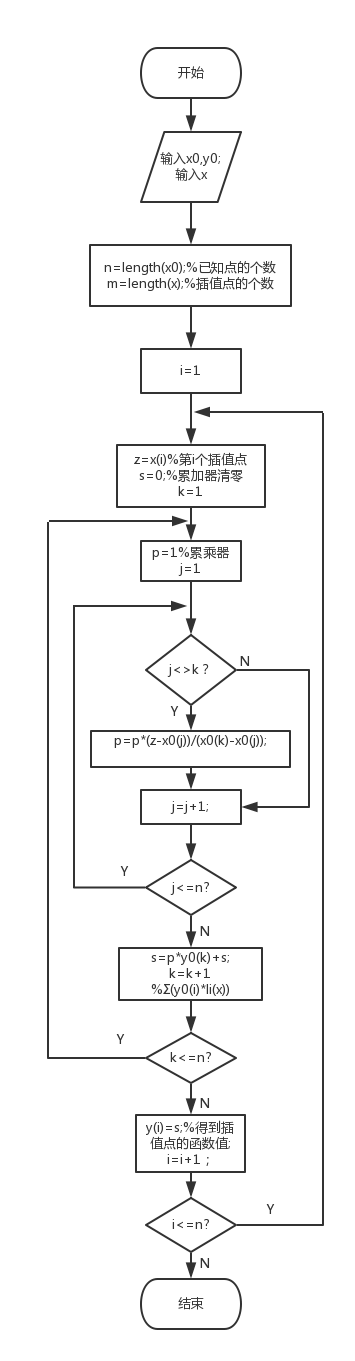 开始
输入x0,y0;
输入x
n=length(x0);%已知点的个数
m=length(x);%插值点的个数
i=1
z=x(i)%第i个插值点
s=0;%累加器清零
k=1
p=1%累乘器
j=1
j<>k ?
N
Y
p=p*(z-x0(j))/(x0(k)-x0(j));
j=j+1;
Y
j<=n?
N
s=p*y0(k)+s;
k=k+1
%Σ(y0(i)*li(x))
Y
k<=n?
N
y(i)=s;%得到插
值点的函数值;
i=i+1 ;
i<=n?
Y
N
结束